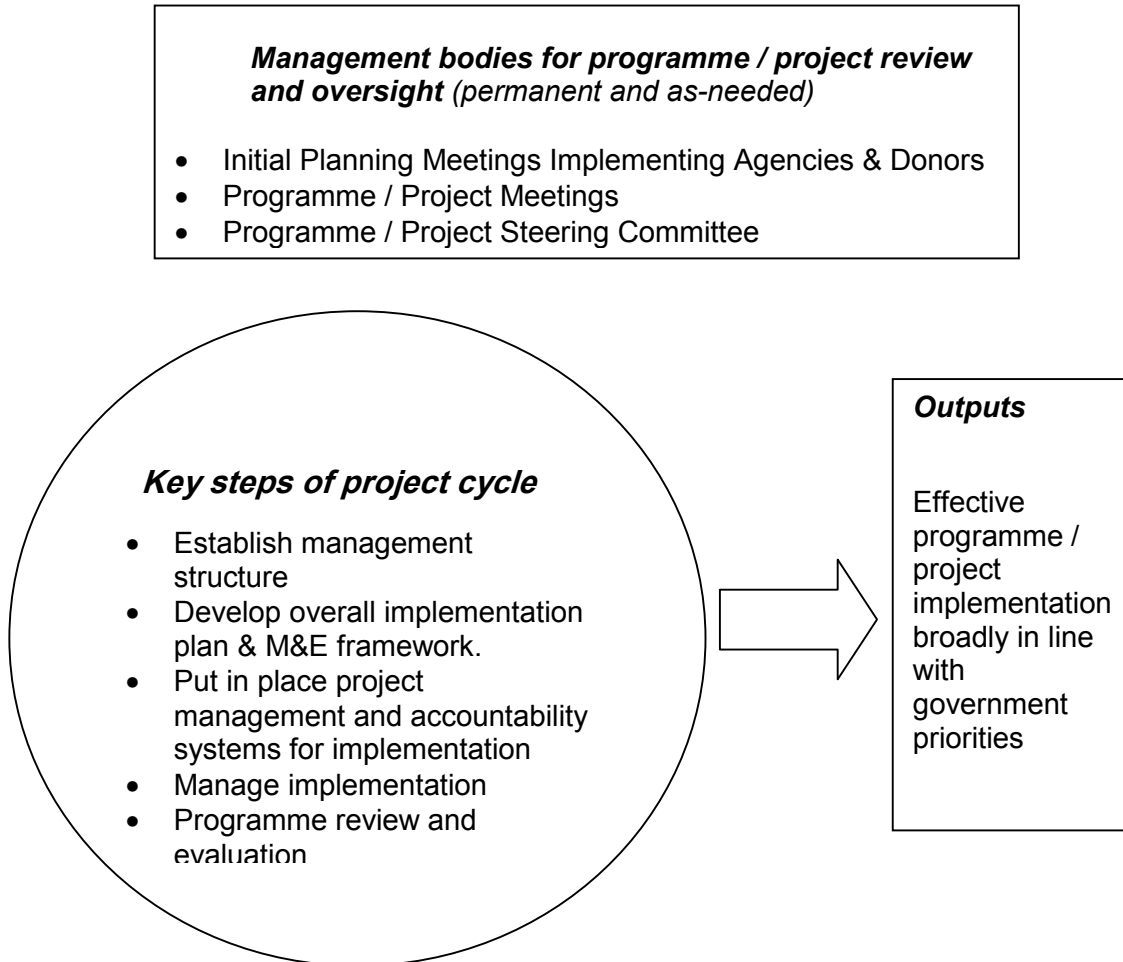 Management bodies for programme / project review
and oversight (permanent and as-needed)
• Initial Planning Meetings Implementing Agencies & Donors
• Programme / Project Meetings
• Programme / Project Steering Committee
Key steps of project cycle
• Establish management
structure
• Develop overall implementation
plan & M&E framework.
• Put in place project
management and accountability
systems for implementation
• Manage implementation
• Programme review and
evaluation
Outputs
Effective
programme /
project
implementation
broadly in line
with
government
priorities